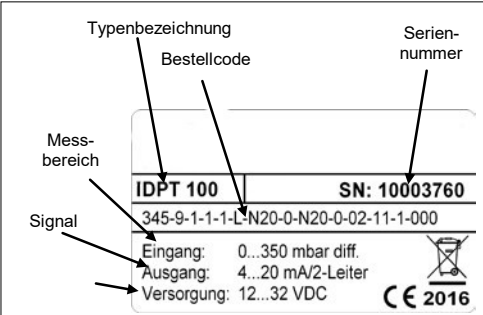 Typenbezeichnung
Bestellcode
Serien-
nummer
Mess-
bereich
Signal
IDPT 100 SN: 10003760
345-9-1-1-1-L-N20-0-N20-0-02-11-1-000
Eingang: 0...350 mbar diff.
Ausgang: 4...20 mA/2-Leiter
Versorgung: 12...32 VDC
CE 2016